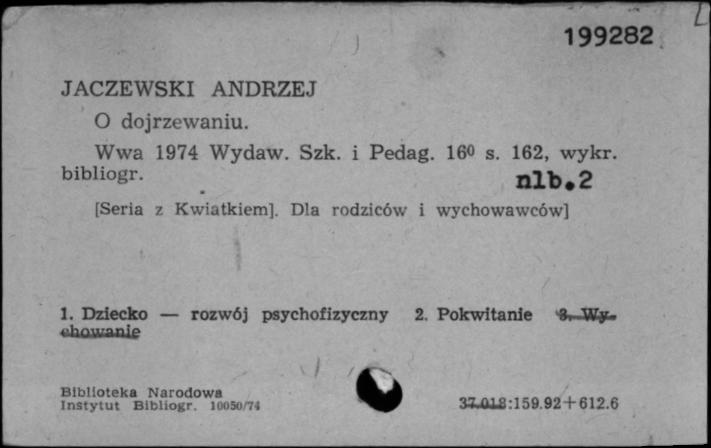 199282
JACZEWSKI ANDRZEJ
O dojrzewaniu.
Wwa 1974 Wydaw. Szk. i Pedag. 16⁰ s. 162, wykr.
bibliogr. nlb.2
[Seria z Kwiatkiem]. Dla rodziców i wychowawców]
1. Dziecko — rozwój psychofizyczny 2. Pokwitanie 3. Wy-
chowanie
Biblioteka Narodowa
Instytut Bibliogr. 10050/74 37.018:159.92+612.6